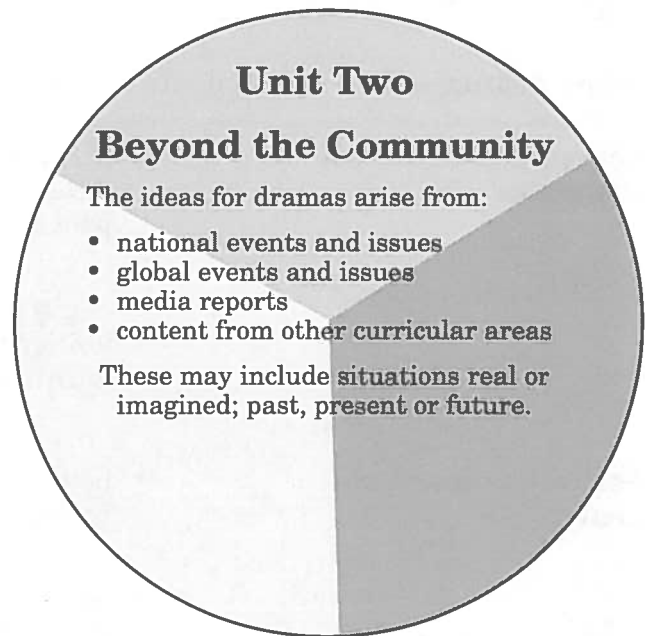 Unit Two
Beyond the Community
The ideas for dramas arise from:
• national events and issues
• global events and issues
• media reports
• content from other curricular areas
These may include situations real or
imagined; past, present or future.